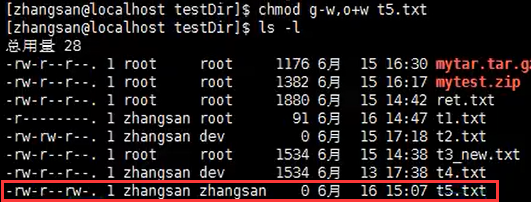 [zhangsan@localhost testDir]$ chmod g-w,o+w t5.txt
[zhangsan@localhost testDir]$ ls -l
总用量 28
-rw-r--r--. 1 root root 1176 6月 15 16:30 mytar.tar.gz
-rw-r--r--. 1 root root 1382 6月 15 16:17 mytest.zip
-rw-r--r--. 1 root root 1880 6月 15 14:42 ret.txt
-r--------. 1 zhangsan dev 91 6月 16 14:47 t1.txt
-rw-rw-r--. 1 zhangsan dev 0 6月 15 17:18 t2.txt
-rw-r--r--. 1 root root 1534 6月 15 14:38 t3_new.txt
-rw-r--r--. 1 zhangsan dev 1534 6月 13 17:38 t4.txt
-rw-r--rw-. 1 zhangsan zhangsan 0 6月 16 15:07 t5.txt